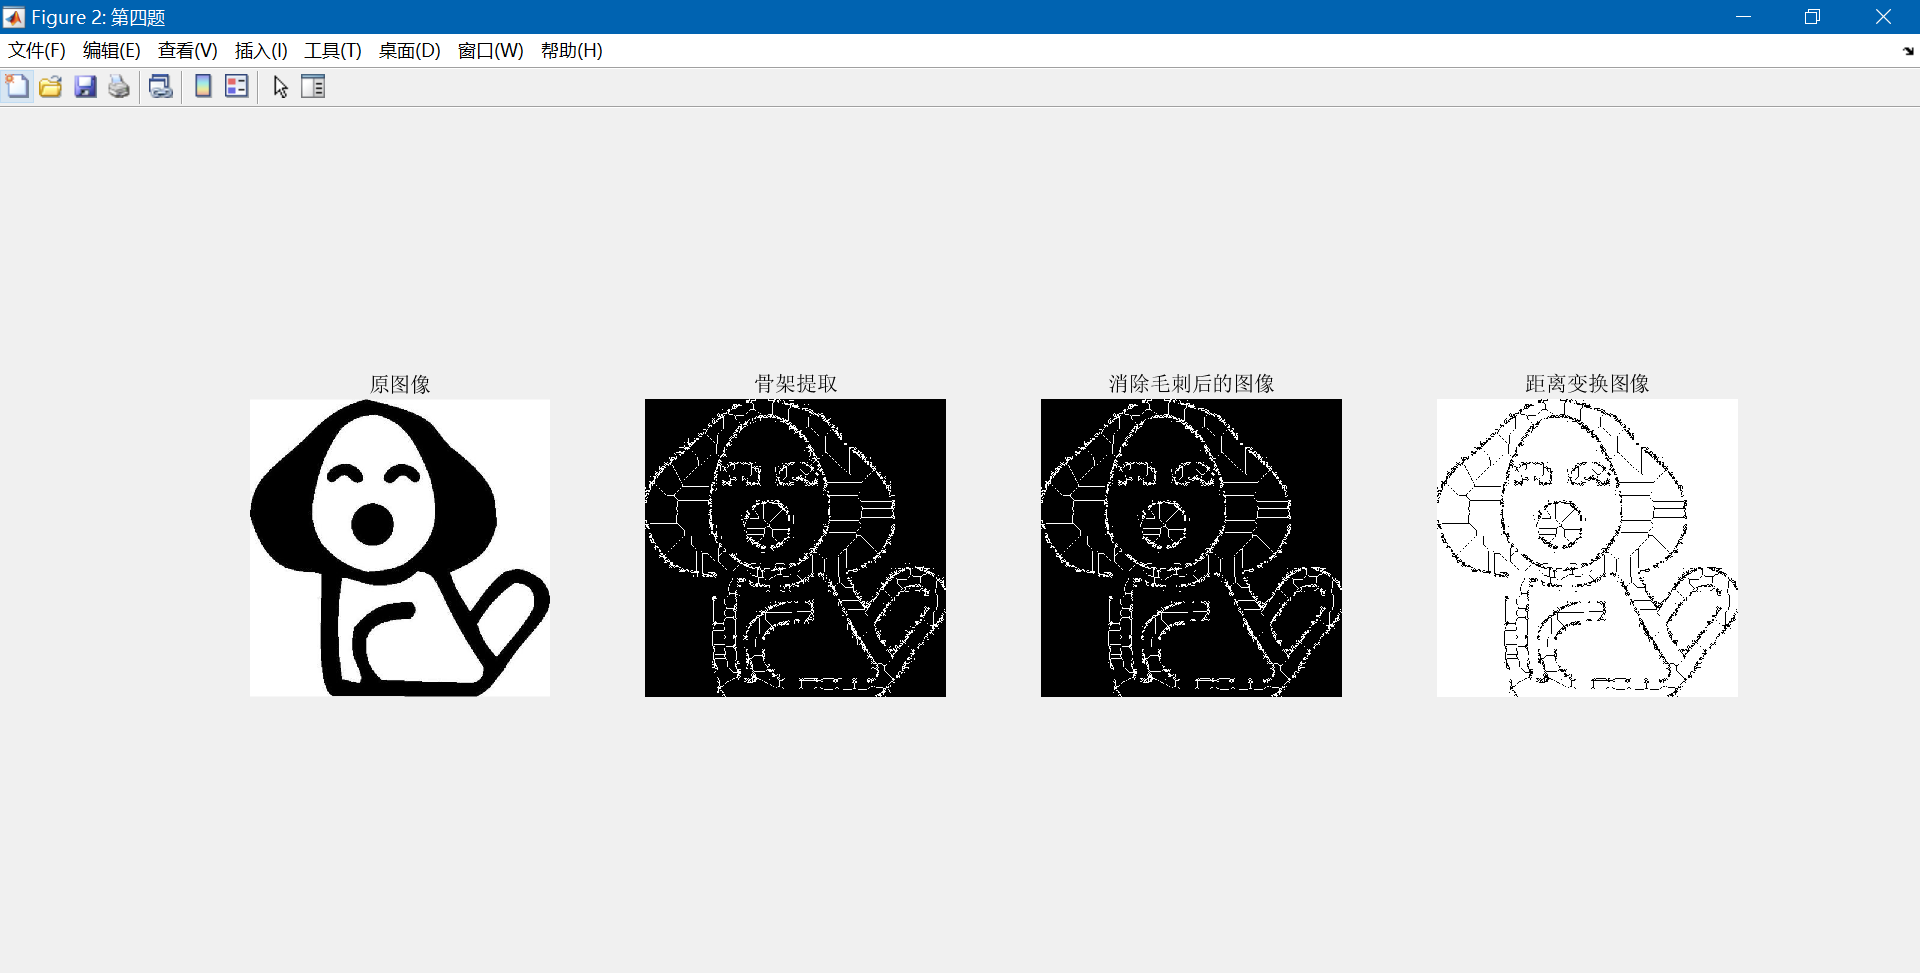 Figure 2: 第四题
文件(F) 编辑(E) 查看(V) 插入(I) 工具(T) 桌面(D) 窗口(W) 帮助(H)
原图像 骨架提取 消除毛刺后的图像 距离变换图像